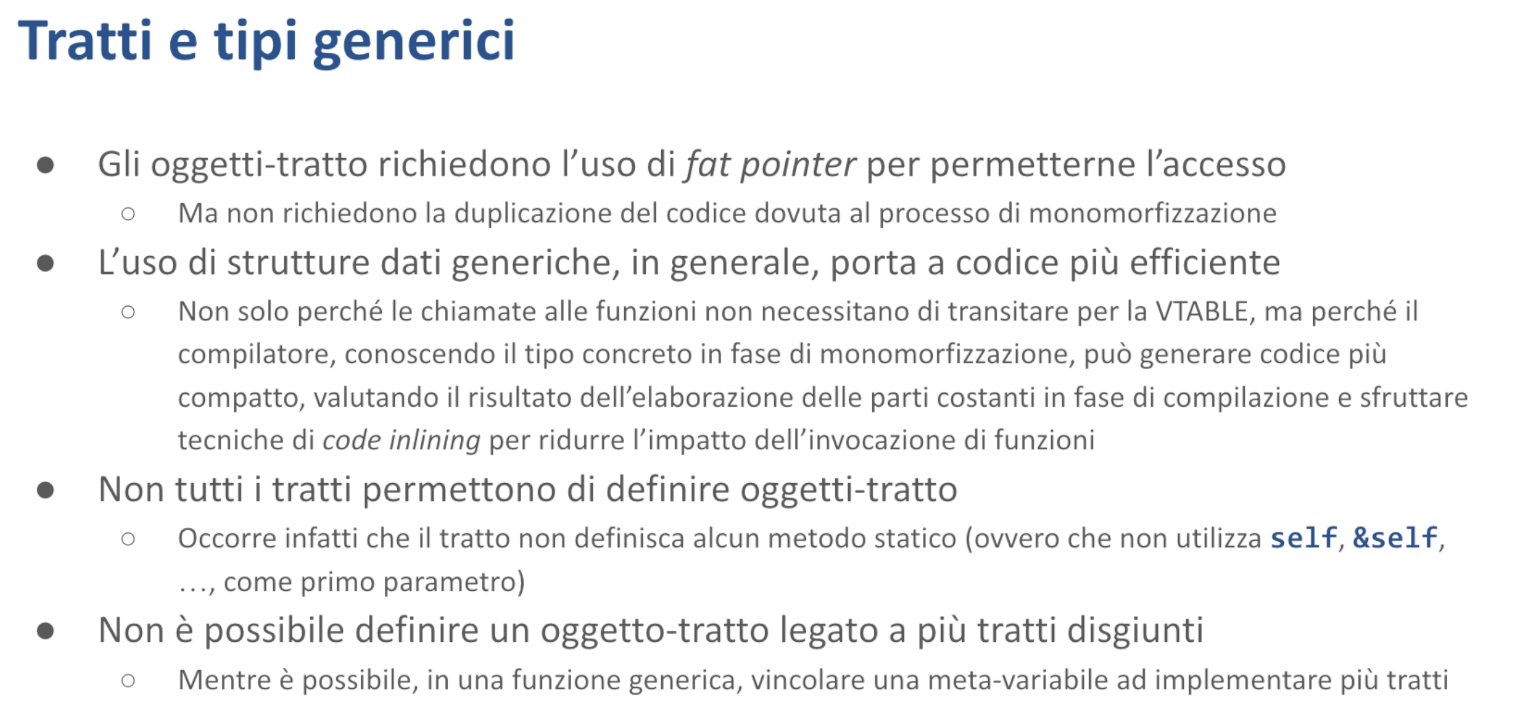 Tratti e tipi generici
● Gli oggetti-tratto richiedono l’uso di fat pointer per permetterne l’accesso
○ Ma non richiedono la duplicazione del codice dovuta al processo di monomorfizzazione
● L’uso di strutture dati generiche, in generale, porta a codice più efficiente
○ Non solo perché le chiamate alle funzioni non necessitano di transitare per la VTABLE, ma perché il
compilatore, conoscendo il tipo concreto in fase di monomorfizzazione, può generare codice più
compatto, valutando il risultato dell’elaborazione delle parti costanti in fase di compilazione e sfruttare
tecniche di code inlining per ridurre l’impatto dell’invocazione di funzioni
● Non tutti i tratti permettono di definire oggetti-tratto
○ Occorre infatti che il tratto non definisca alcun metodo statico (ovvero che non utilizza self, &self,
…, come primo parametro)
● Non è possibile definire un oggetto-tratto legato a più tratti disgiunti
○ Mentre è possibile, in una funzione generica, vincolare una meta-variabile ad implementare più tratti